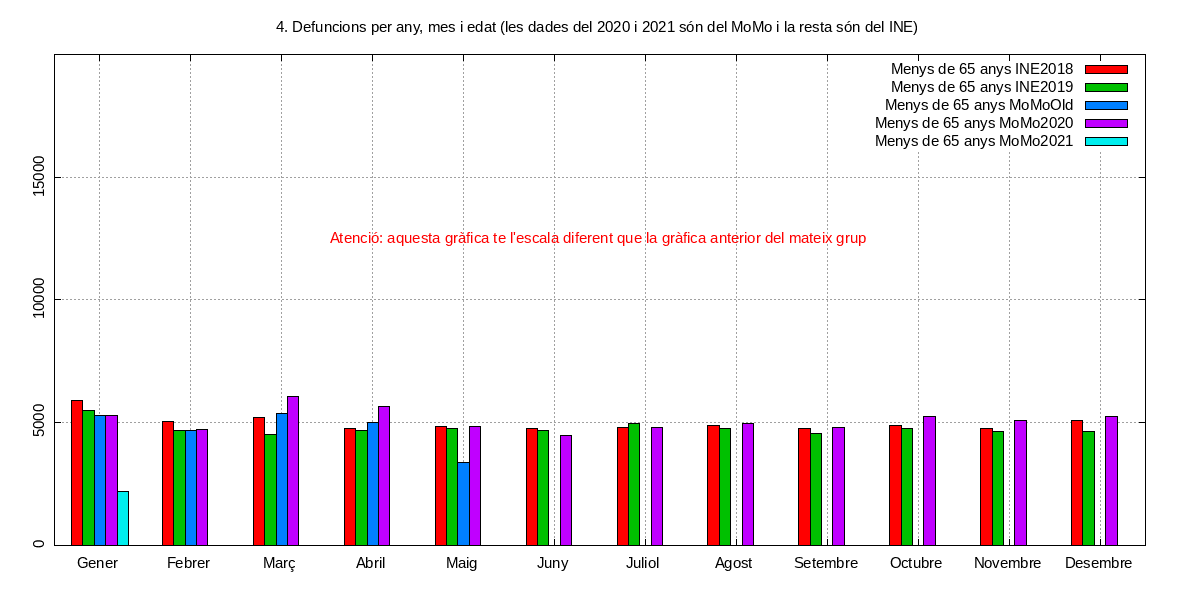 4. Defuncions per any, mes i edat (les dades del 2020 i 2021 són del MoMo i la resta són del INE)
Menys de 65 anys INE2018
Menys de 65 anys INE2019
Menys de 65 anys MoMoOld
Menys de 65 anys MoMo2020
Menys de 65 anys MoMo2021
15000
Atenció: aquesta gràfica te l'escala diferent que la gràfica anterior del mateix grup
10000
5000
0
Gener Febrer Març Abril Maig Juny Juliol Agost Setembre Octubre Novembre Desembre